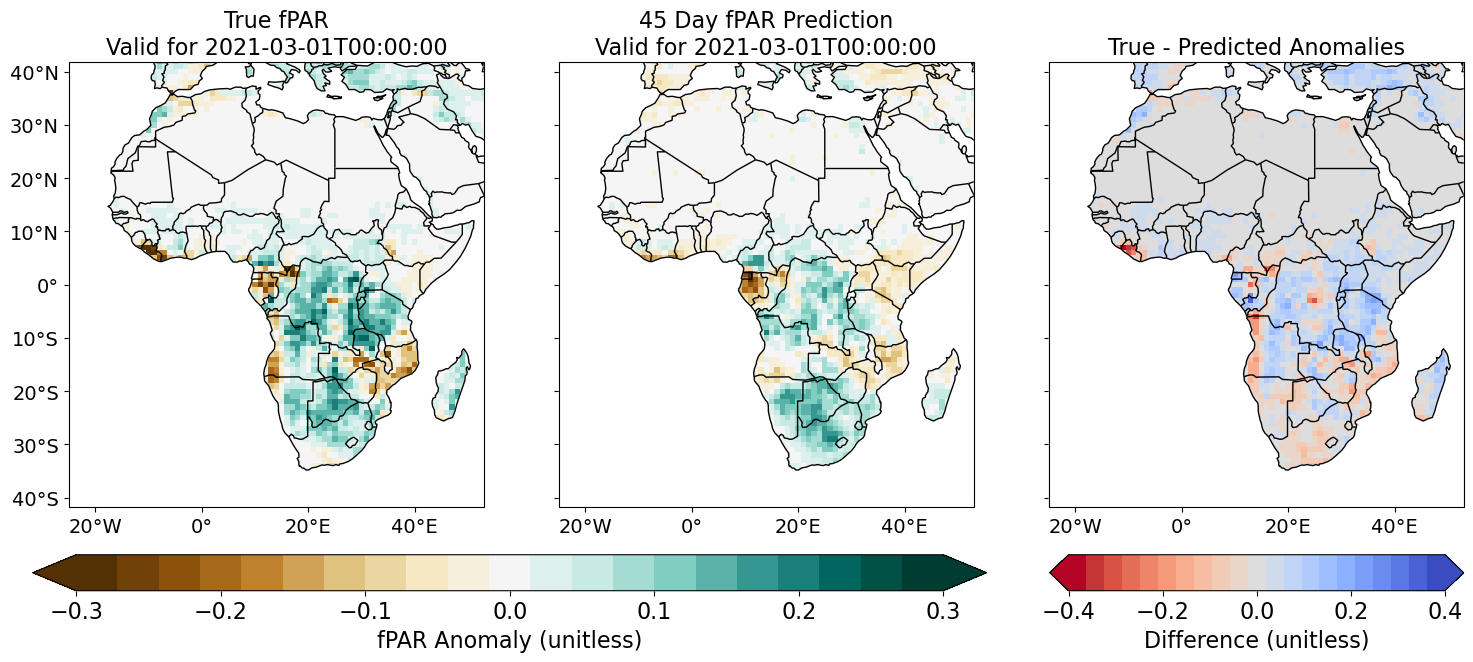 True fPAR
Valid for 2021-03-01T00:00:00
45 Day fPAR Prediction
Valid for 2021-03-01T00:00:00
True - Predicted Anomalies
40°N
30°N
20°N
10°N
0°
10°S
20°S
30°S
40°S
20°W 0° 20°E 40°E
20°W 0° 20°E 40°E
20°W 0° 20°E 40°E
−0.3 −0.2 −0.1 0.0 0.1 0.2 0.3
fPAR Anomaly (unitless)
−0.4 −0.2 0.0 0.2 0.4
Difference (unitless)